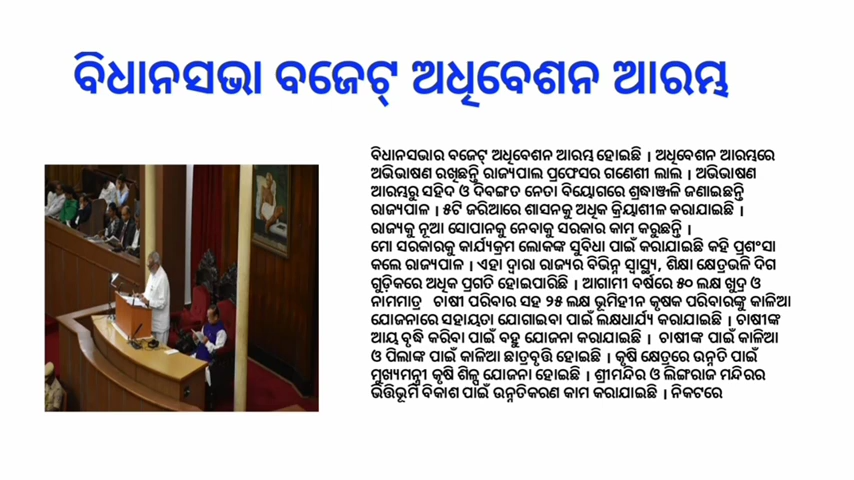 ବିଧାନସଭା ବଜେଟ୍ ଅଧିବେଶନ ଆରମ୍ଭ
ବିଧାନସଭାର ବଜେଟ୍ ଅଧିବେଶନ ଆରମ୍ଭ ହୋଇଛି । ଅଧିବେଶନ ଆରମ୍ଭରେ
ଅଭିଭାଷଣ ରଖିଛନ୍ତି ରାଜ୍ୟପାଲ ପ୍ରଫେସର ଗଣେଶୀ ଲାଲ । ଅଭିଭାଷଣ
ଆରମ୍ଭରୁ ସହିଦ ଓ ଦିବଙ୍ଗତ ନେତା ବିୟୋଗରେ ଶ୍ରଦ୍ଧାଞ୍ଜଳି ଜଣାଇଛନ୍ତି
ରାଜ୍ୟପାଳ । ୫ଟି ଜରିଆରେ ଶାସନକୁ ଅଧିକ କ୍ରିୟାଶୀଳ କରାଯାଇଛି ।
ରାଜ୍ୟକୁ ନୂଆ ସୋପାନକୁ ନେବାକୁ ସରକାର କାମ କରୁଛନ୍ତି ।
ମୋ ସରକାରକୁ କାର୍ଯ୍ୟକ୍ରମ ଲୋକଙ୍କ ସୁବିଧା ପାଇଁ କରାଯାଇଛି କହି ପ୍ରଶଂସା
କଲେ ରାଜ୍ୟପାଳ । ଏହା ଦ୍ୱାରା ରାଜ୍ୟର ବିଭିନ୍ନ ସ୍ୱାସ୍ଥ୍ୟ, ଶିକ୍ଷା କ୍ଷେତ୍ରଭଳି ଦିଗ
ଗୁଡ଼ିକରେ ଅଧିକ ପ୍ରଗତି ହୋଇପାରିଛି । ଆଗାମୀ ବର୍ଷରେ ୫୦ ଲକ୍ଷ ଖୁଦ୍ର ଓ
ନାମମାତ୍ର ଚାଷୀ ପରିବାର ସହ ୨୫ ଲକ୍ଷ ଭୂମିହୀନ କୃଷକ ପରିବାରଙ୍କୁ କାଳିଆ
ଯୋଜନାରେ ସହାୟତା ଯୋଗାଇବା ପାଇଁ ଲକ୍ଷଧାର୍ଯ୍ୟ କରାଯାଇଛି । ଚାଷୀଙ୍କ
ଆୟ ବୃଦ୍ଧି କରିବା ପାଇଁ ବହୁ ଯୋଜନା କରାଯାଇଛି । ଚାଷୀଙ୍କ ପାଇଁ କାଳିଆ
ଓ ପିଲାଙ୍କ ପାଇଁ କାଳିଆ ଛାତ୍ରବୃତ୍ତି ହୋଇଛି । କୃଷି କ୍ଷେତ୍ରରେ ଉନ୍ନତି ପାଇଁ
ମୁଖ୍ୟମନ୍ତ୍ରୀ କୃଷି ଶିଳ୍ପ ଯୋଜନା ହୋଇଛି । ଶ୍ରୀମନ୍ଦିର ଓ ଲିଙ୍ଗରାଜ ମନ୍ଦିରର
ଭିତ୍ତିଭୂମି ବିକାଶ ପାଇଁ ଉନ୍ନତିକରଣ କାମ କରାଯାଇଛି । ନିକଟରେ